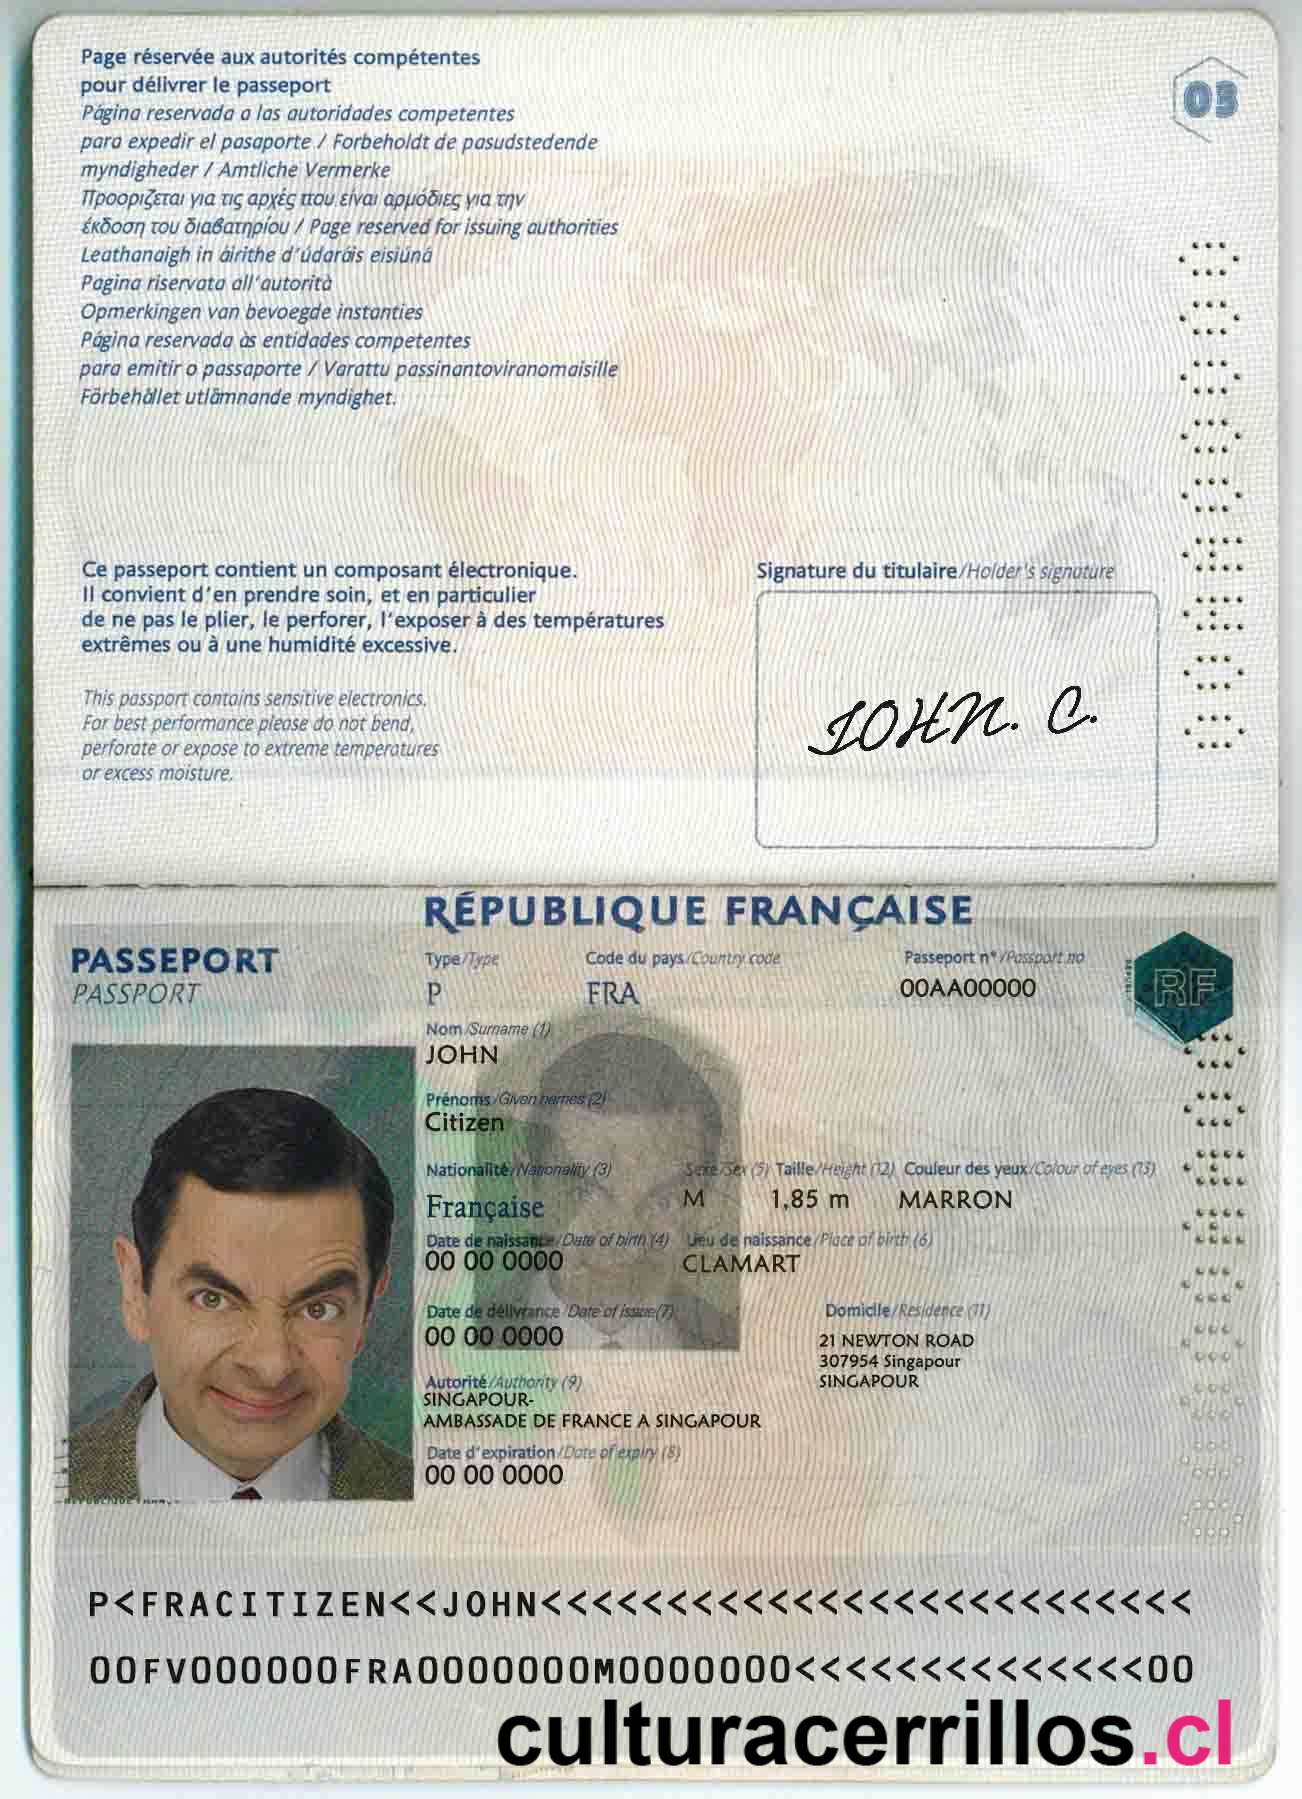 Page réservée aux autorités compétentes
pour délivrer le passeport
Página reservada a las autoridades competentes
para expedir el pasaporte / Forbeholdt de pasudstedende
myndigheder / Amtliche Vermerke
Προορίζεται για τις αρχές που είναι αρμόδιες για την
έκδοση του διαβατηρίου / Page reserved for issuing authorities
Leathanaigh in áirithe d'údaráis eisiúná
Pagina riservata all'autorità
Opmerkingen van bevoegde instanties
Página reservada às entidades competentes
para emitir o passaporte / Varattu passinantoviranomaisille
Förbehållet utlämnande myndighet.
03
Ce passeport contient un composant électronique.
Il convient d'en prendre soin, et en particulier
de ne pas le plier, le perforer, l'exposer à des températures
extrêmes ou à une humidité excessive.
This passport contains sensitive electronics.
For best performance please do not bend,
perforate or expose to extreme temperatures
or excess moisture.
Signature du titulaire/Holder's signature
JOHN. C.
RÉPUBLIQUE FRANÇAISE
PASSEPORT
PASSPORT
Type/Type
Code du pays/Country code
Passeport n°/Passport no
P
FRA
00AA00000
RF
Nom/Surname (1)
JOHN
Prénoms/Given names (2)
Citizen
Nationalité/Nationality (3)
Sexe/Sex (5) Taille/Height (12) Couleur des yeux/Colour of eyes (13)
Française
M
1,85 m
MARRON
Date de naissance/Date of birth (4)
Lieu de naissance/Place of birth (6)
00 00 0000
CLAMART
Date de délivrance/Date of issue (7)
Domicile/Residence (11)
00 00 0000
21 NEWTON ROAD
307954 Singapour
SINGAPOUR
Autorité/Authority (9)
SINGAPOUR-
AMBASSADE DE FRANCE A SINGAPOUR
Date d'expiration/Date of expiry (8)
00 00 0000
P<FRACITIZEN<<JOHN<<<<<<<<<<<<<<<<<<<<<<<<<<
00FV000000FRA0000000M0000000<<<<<<<<<<<<<<00
culturacerrillos.cl